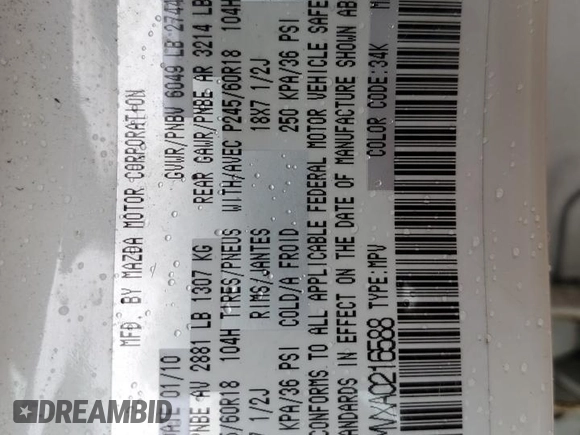 MFD. BY MAZDA MOTOR CORPORATION
01/10 GVWR/PNBV 6049 LB 2744
PNBE AV 2881 LB 1307 KG REAR GAWR/PNBE AR 3214 LB
/60R18 104H TIRES/PNEUS WITH/AVEC P245/60R18 104H
7 1/2J RIMS/JANTES 18X7 1/2J
KPA/36 PSI COLD/A FROID 250 KPA/36 PSI
CONFORMS TO ALL APPLICABLE FEDERAL MOTOR VEHICLE SAFE
STANDARDS IN EFFECT ON THE DATE OF MANUFACTURE SHOWN AB
MVXA0216588 TYPE:MPV COLOR CODE:34K
DREAMBID